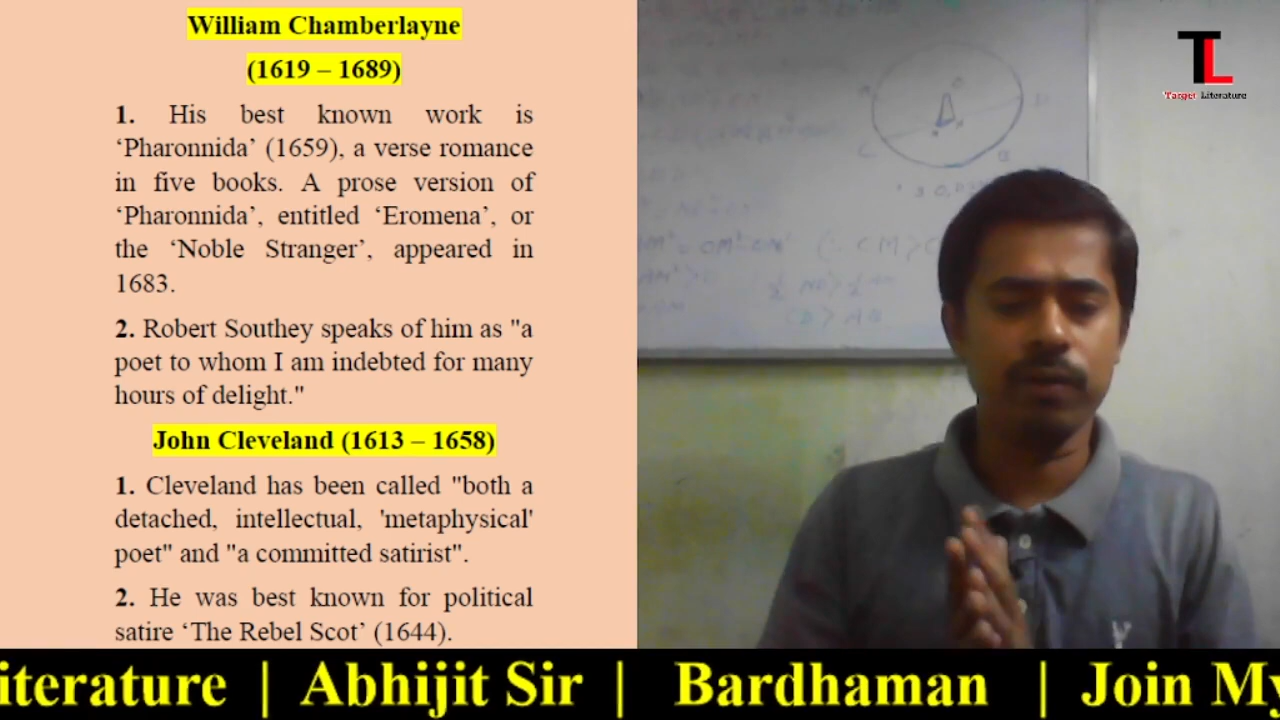 William Chamberlayne
(1619 – 1689)
1. His best known work is
‘Pharonnida’ (1659), a verse romance
in five books. A prose version of
‘Pharonnida’, entitled ‘Eromena’, or
the ‘Noble Stranger’, appeared in
1683.
2. Robert Southey speaks of him as "a
poet to whom I am indebted for many
hours of delight."
John Cleveland (1613 – 1658)
1. Cleveland has been called "both a
detached, intellectual, 'metaphysical'
poet" and "a committed satirist".
2. He was best known for political
satire ‘The Rebel Scot’ (1644).
TL
Target Literature
iterature | Abhijit Sir | Bardhaman | Join My